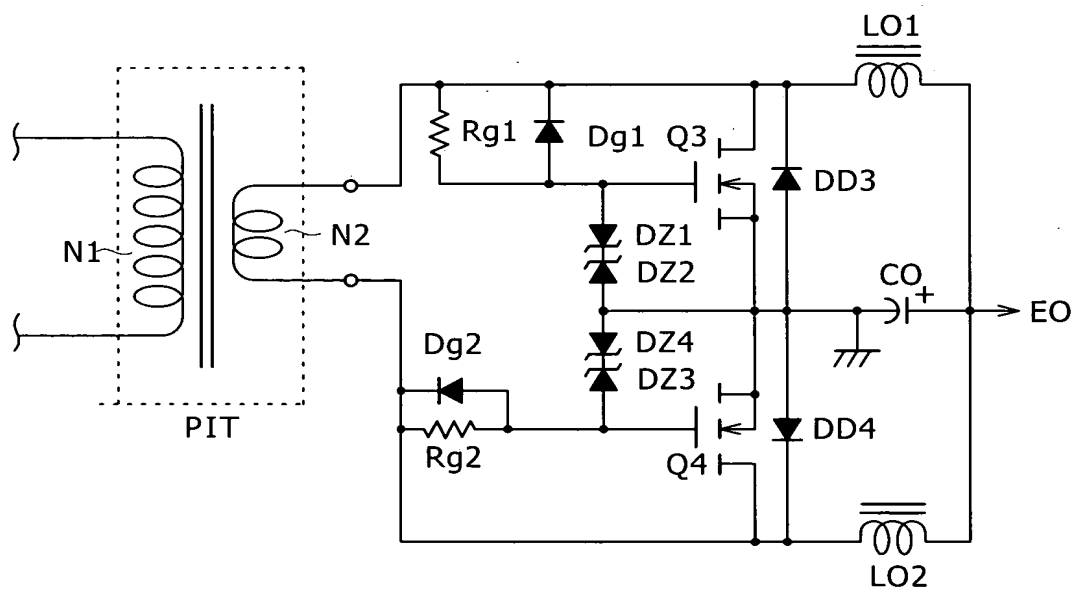 LO1
Rg1
Dg1
Q3
DD3
N1
N2
DZ1
DZ2
CO
+
EO
DZ4
DZ3
Dg2
Rg2
Q4
DD4
PIT
LO2